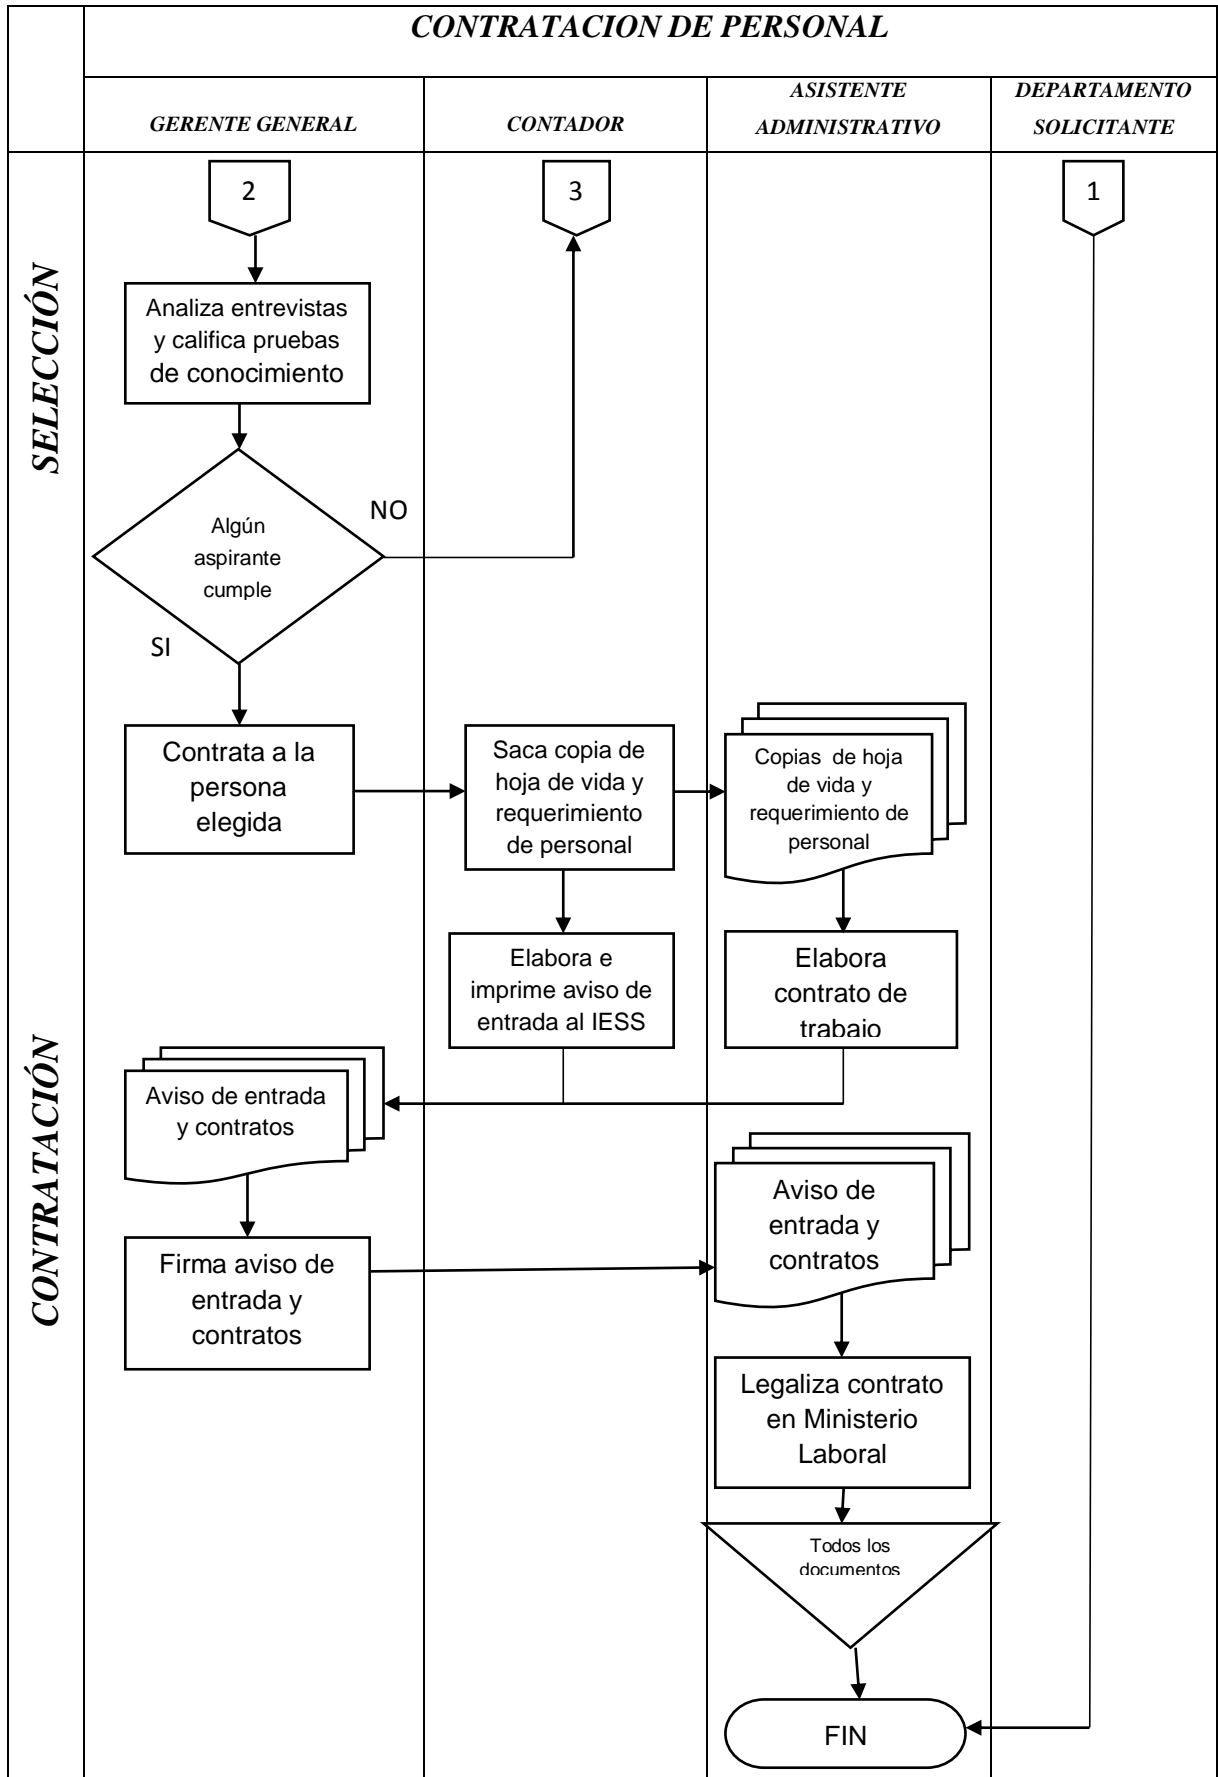 CONTRATACION DE PERSONAL
GERENTE GENERAL
CONTADOR
ASISTENTE
ADMINISTRATIVO
DEPARTAMENTO
SOLICITANTE
SELECCIÓN
2
3
1
Analiza entrevistas
y califica pruebas
de conocimiento
Algún
aspirante
cumple
NO
SI
Contrata a la
persona
elegida
Saca copia de
hoja de vida y
requerimiento
de personal
Copias de hoja
de vida y
requerimiento de
personal
CONTRATACIÓN
Elabora e
imprime aviso de
entrada al IESS
Elabora
contrato de
trabajo
Aviso de entrada
y contratos
Aviso de
entrada y
contratos
Firma aviso de
entrada y
contratos
Legaliza contrato
en Ministerio
Laboral
Todos los
documentos
FIN